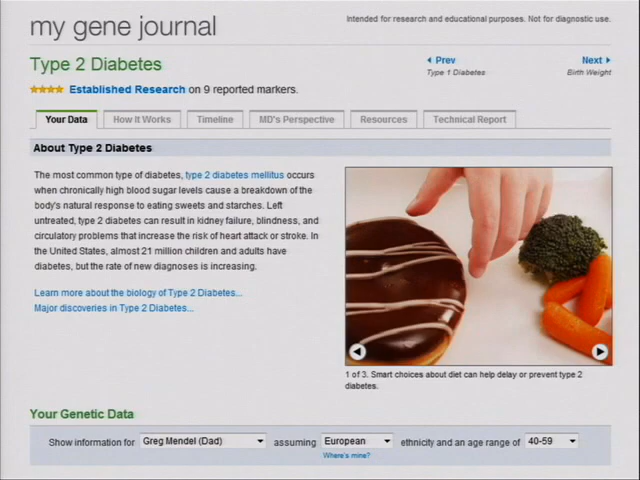 my gene journal
Intended for research and educational purposes. Not for diagnostic use.
Type 2 Diabetes
Prev
Type 1 Diabetes
Next
Birth Weight
Established Research on 9 reported markers.
Your Data
How It Works
Timeline
MD's Perspective
Resources
Technical Report
About Type 2 Diabetes
The most common type of diabetes, type 2 diabetes mellitus occurs
when chronically high blood sugar levels cause a breakdown of the
body's natural response to eating sweets and starches. Left
untreated, type 2 diabetes can result in kidney failure, blindness, and
circulatory problems that increase the risk of heart attack or stroke. In
the United States, almost 21 million children and adults have
diabetes, but the rate of new diagnoses is increasing.
Learn more about the biology of Type 2 Diabetes...
Major discoveries in Type 2 Diabetes...
1 of 3. Smart choices about diet can help delay or prevent type 2
diabetes.
Your Genetic Data
Show information for Greg Mendel (Dad) assuming European ethnicity and an age range of 40-59
Where's mine?